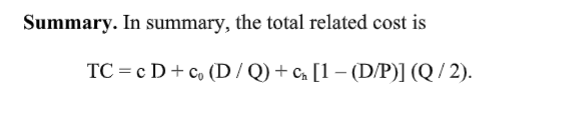 Summary. In summary, the total related cost is
TC = c D + c₀ (D / Q) + cₕ [1 – (D/P)] (Q / 2).